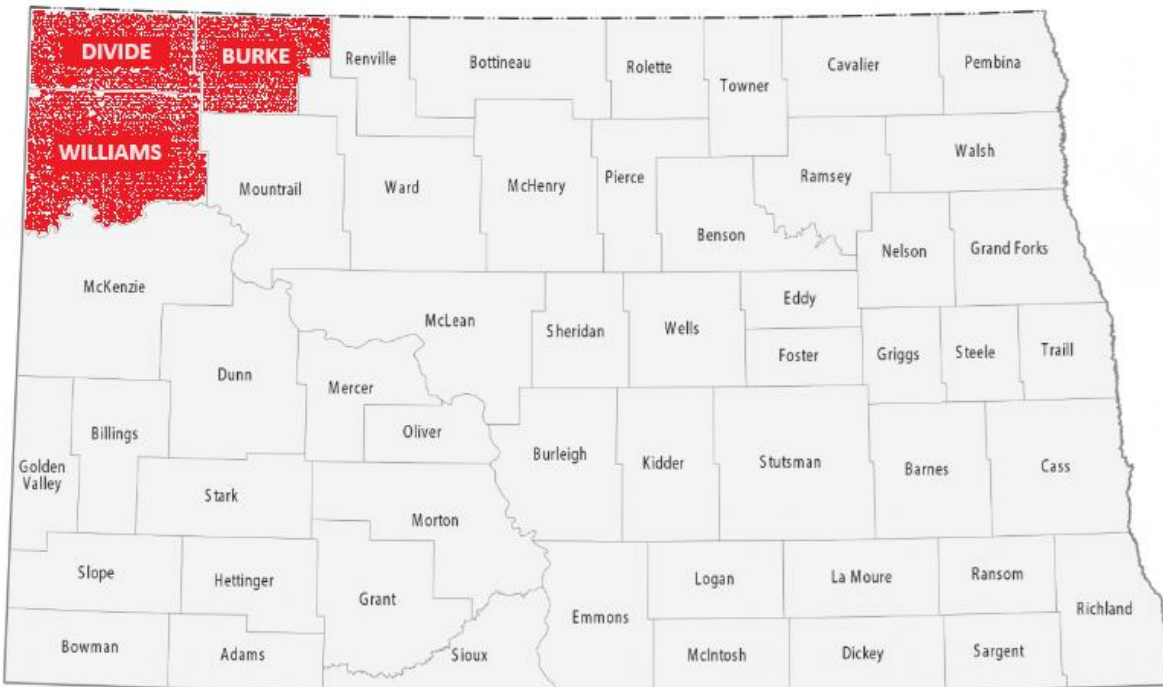 DIVIDE
BURKE
Renville
Bottineau
Rolette
Towner
Cavalier
Pembina
WILLIAMS
Mountrail
Ward
McHenry
Pierce
Ramsey
Walsh
Benson
Nelson
Grand Forks
McKenzie
McLean
Sheridan
Wells
Eddy
Foster
Griggs
Steele
Traill
Dunn
Mercer
Oliver
Billings
Golden
Valley
Burleigh
Kidder
Stutsman
Barnes
Cass
Stark
Morton
Slope
Hettinger
Grant
Logan
La Moure
Ransom
Richland
Emmons
Bowman
Adams
Sioux
McIntosh
Dickey
Sargent